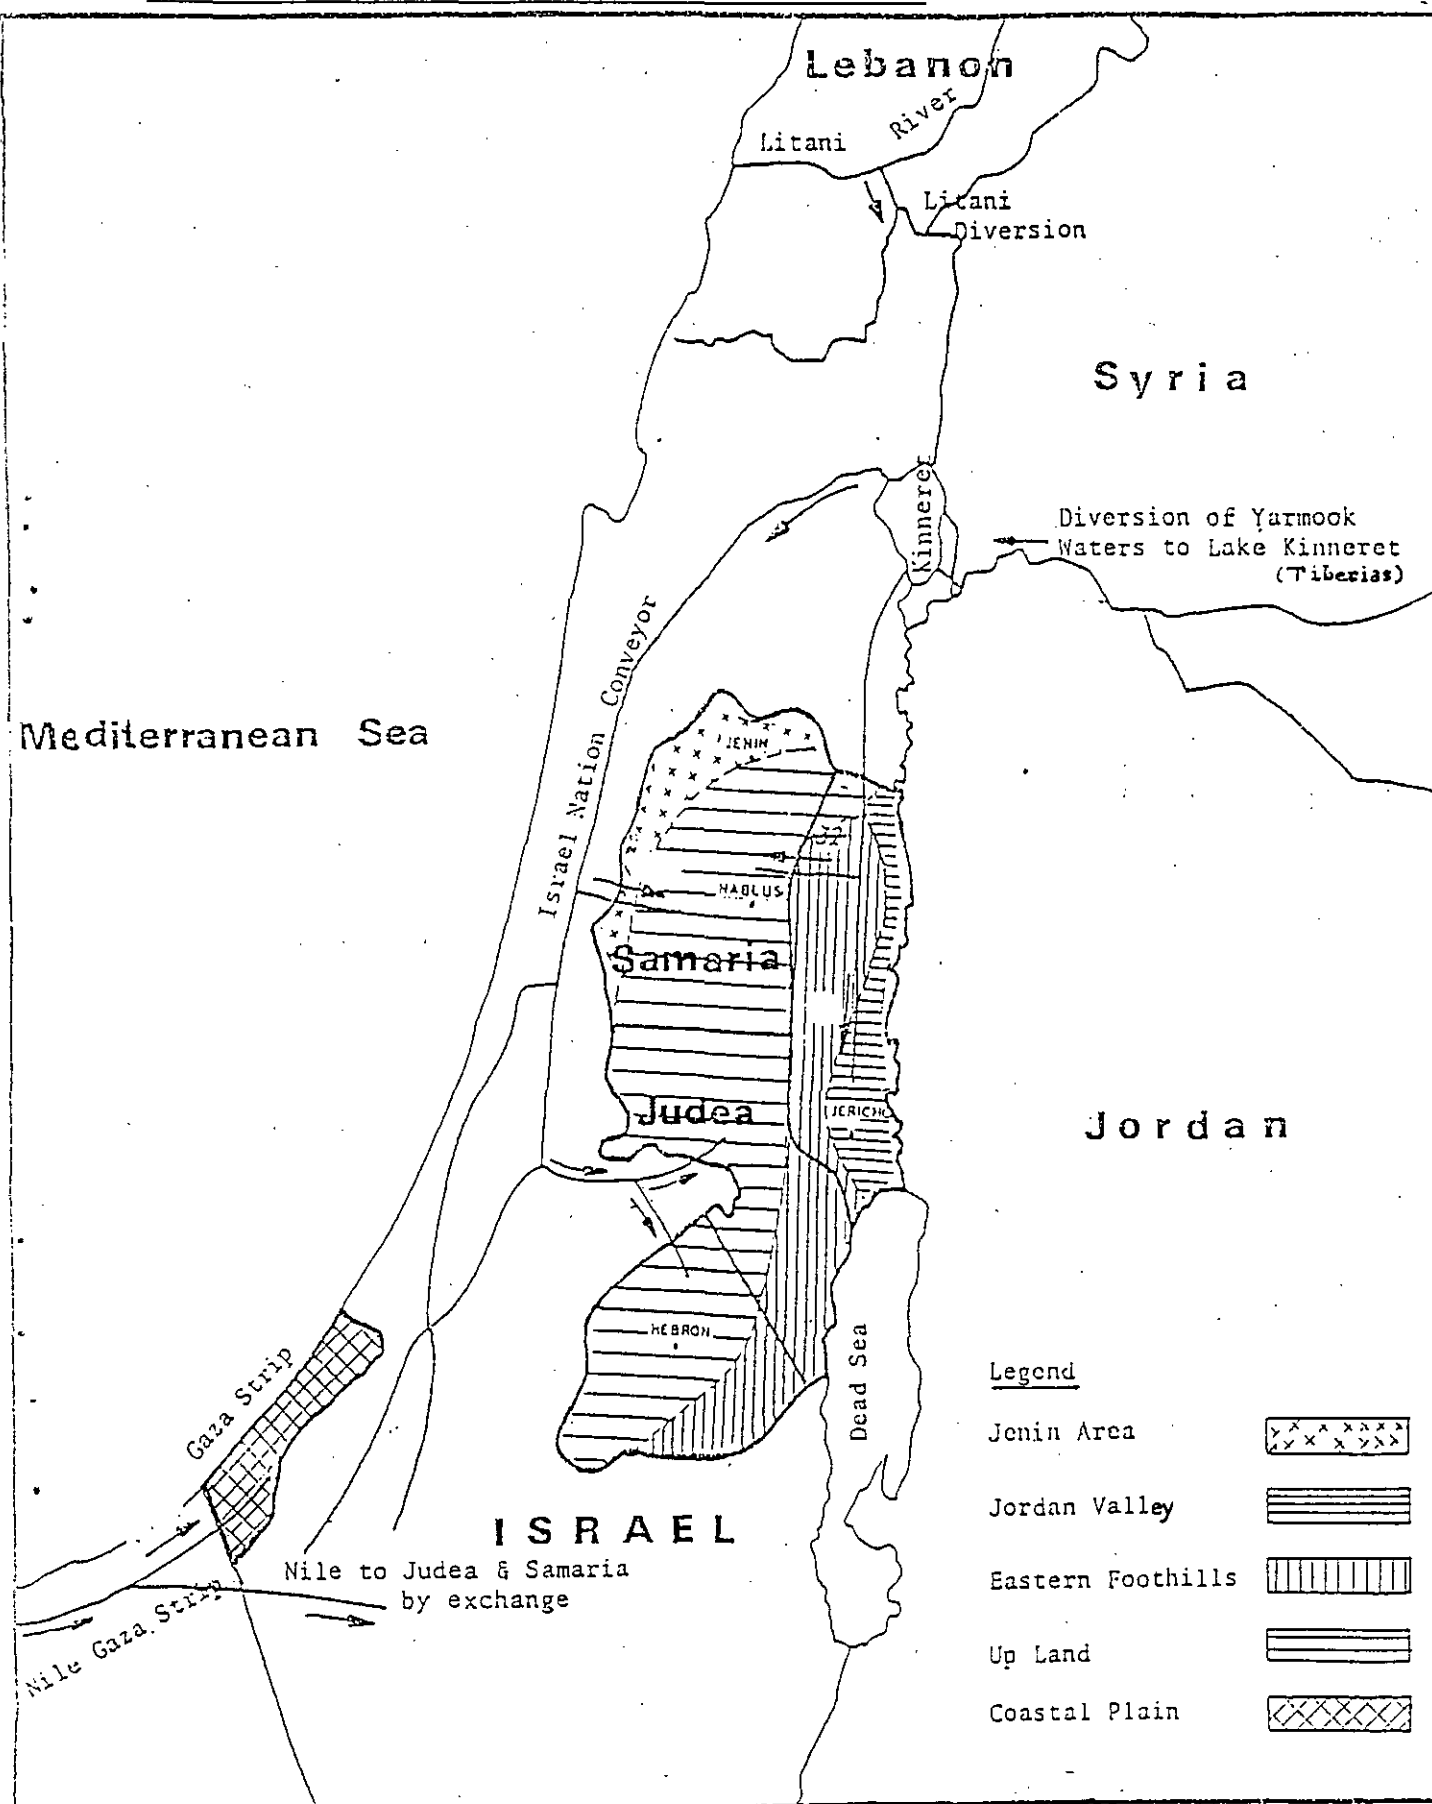 Lebanon
Litani River
Litani
Diversion
Syria
Kinneret
Diversion of Yarmook
Waters to Lake Kinneret
(Tiberias)
Israel Nation Conveyor
Mediterranean Sea
JENIN
NABLUS
Samaria
Judea
JERICHO
Jordan
HEBRON
Dead Sea
Gaza Strip
ISRAEL
Nile to Judea & Samaria
by exchange
Nile Gaza Strip
Legend
Jenin Area
Jordan Valley
Eastern Foothills
Up Land
Coastal Plain